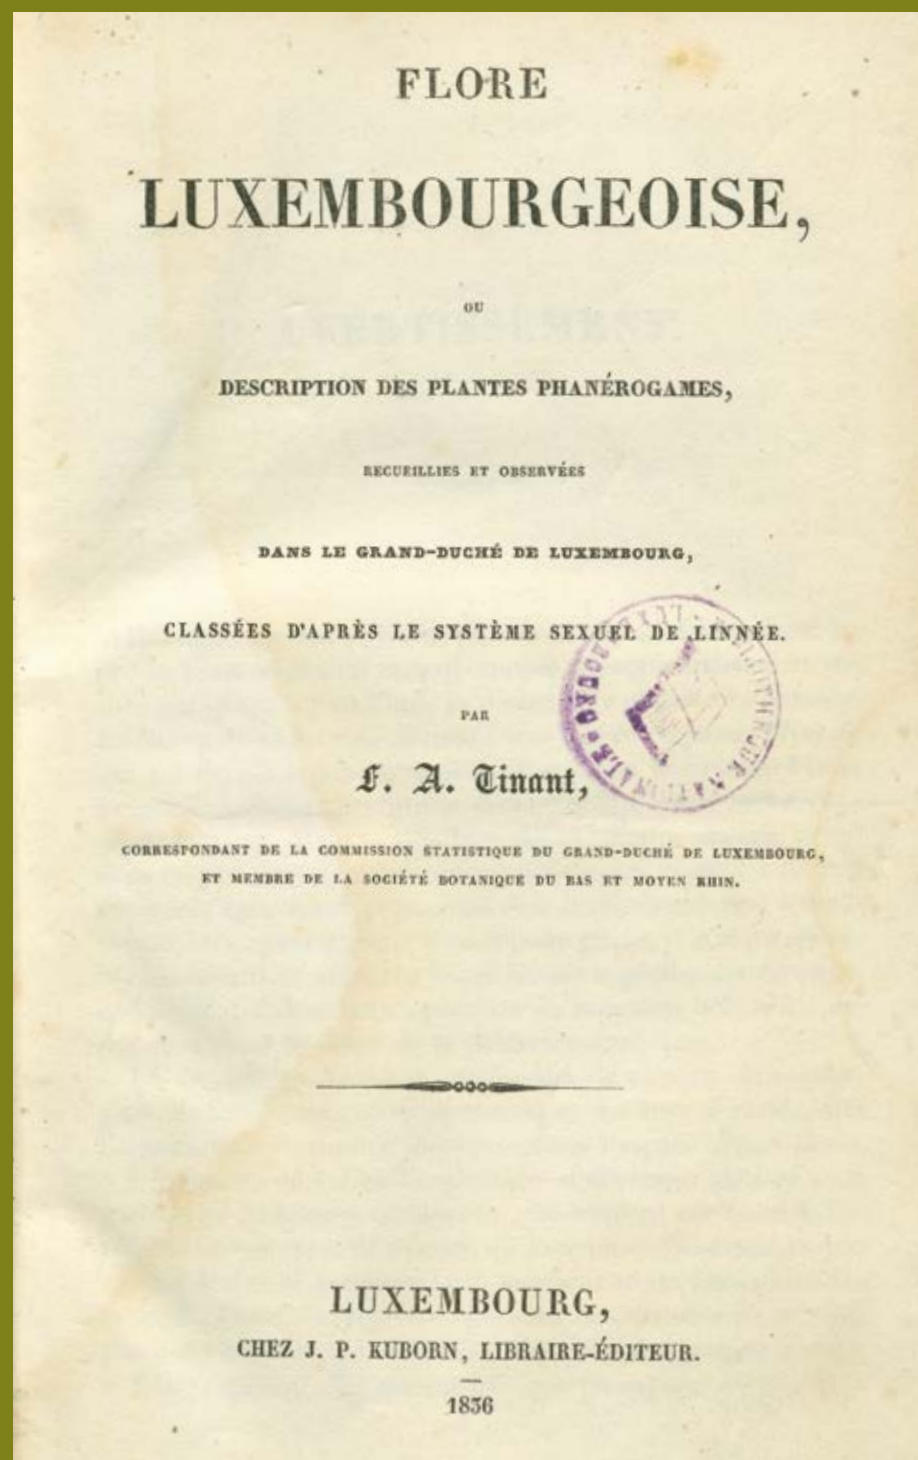 FLORE
LUXEMBOURGEOISE,
OU
DESCRIPTION DES PLANTES PHANÉROGAMES,
RECUEILLIES ET OBSERVÉES
DANS LE GRAND-DUCHÉ DE LUXEMBOURG,
CLASSÉES D'APRÈS LE SYSTÈME SEXUEL DE LINNÉE.
PAR
F. A. Tinant,
BIBLIOTHEQUE NATIONALE
CORRESPONDANT DE LA COMMISSION STATISTIQUE DU GRAND-DUCHÉ DE LUXEMBOURG,
ET MEMBRE DE LA SOCIÉTÉ BOTANIQUE DU BAS ET MOYEN RHIN.
LUXEMBOURG,
CHEZ J. P. KUBORN, LIBRAIRE-ÉDITEUR.
1836